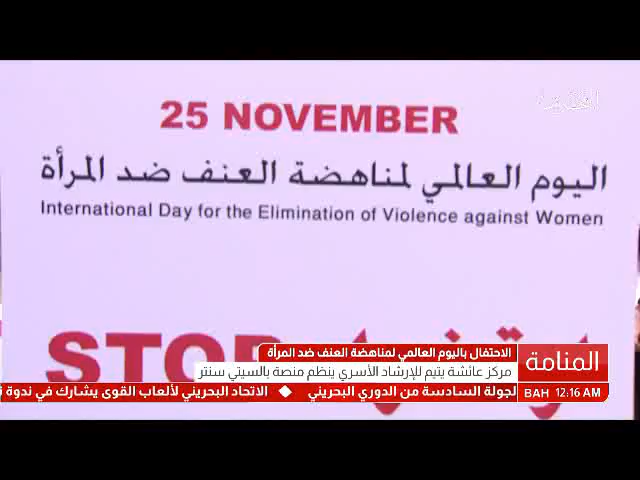 البحرين
25 NOVEMBER
اليوم العالمي لمناهضة العنف ضد المرأة
International Day for the Elimination of Violence against Women
STOP
الاحتفال باليوم العالمي لمناهضة العنف ضد المرأة
المنامة
مركز عائشة يتيم للإرشاد الأسري ينظم منصة بالسيتي سنتر
BAH 12:16 AM
لجولة السادسة من الدوري البحريني ◆ الاتحاد البحريني لألعاب القوى يشارك في ندوة